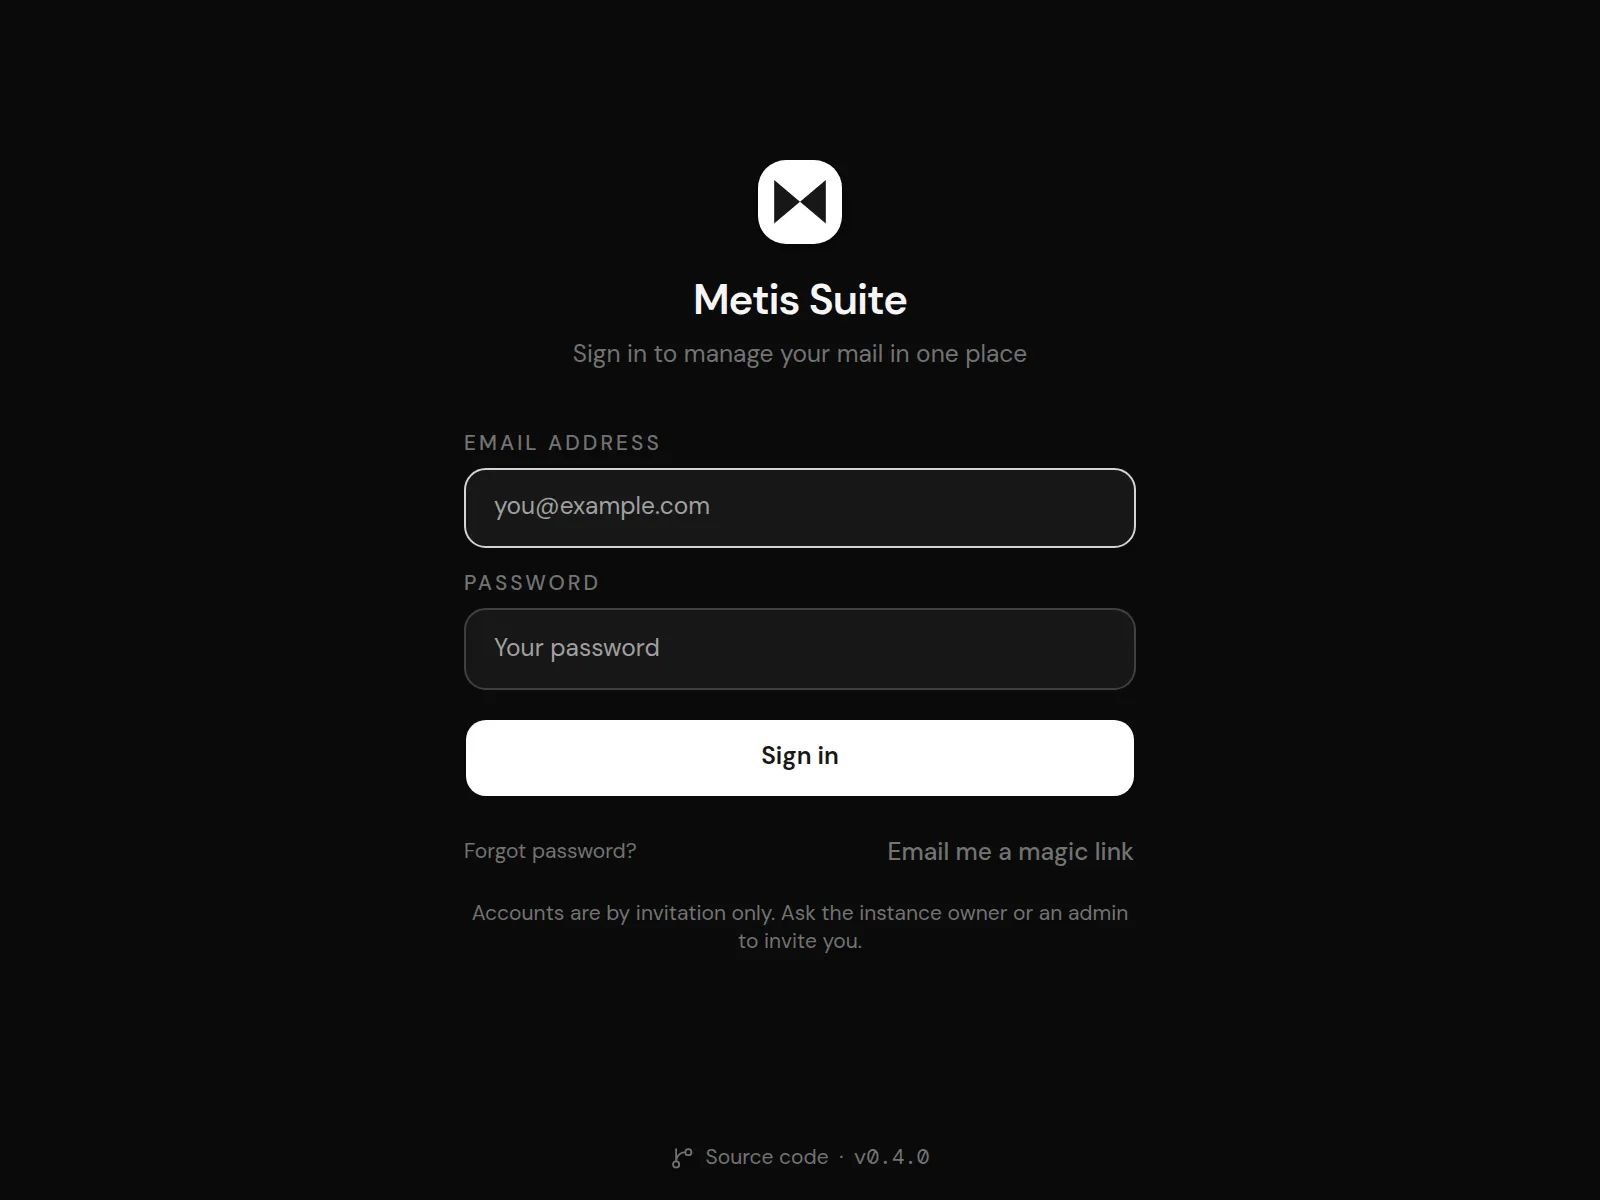 Metis Suite
Sign in to manage your mail in one place
EMAIL ADDRESS
you@example.com
PASSWORD
Your password
Sign in
Forgot password?
Email me a magic link
Accounts are by invitation only. Ask the instance owner or an admin
to invite you.
Source code · v0.4.0